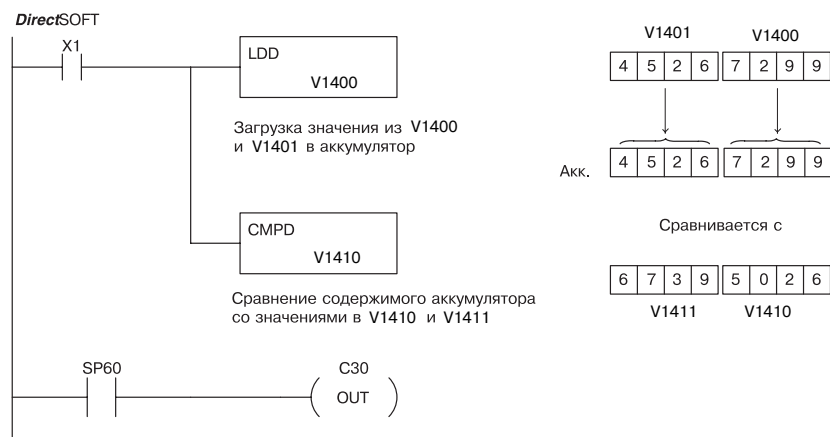 DirectSOFT
X1
LDD
V1400
Загрузка значения из V1400
и V1401 в аккумулятор
CMPD
V1410
Сравнение содержимого аккумулятора
со значениями в V1410 и V1411
SP60
C30
OUT
V1401 V1400
4 5 2 6 7 2 9 9
Акк. 4 5 2 6 7 2 9 9
Сравнивается с
6 7 3 9 5 0 2 6
V1411 V1410